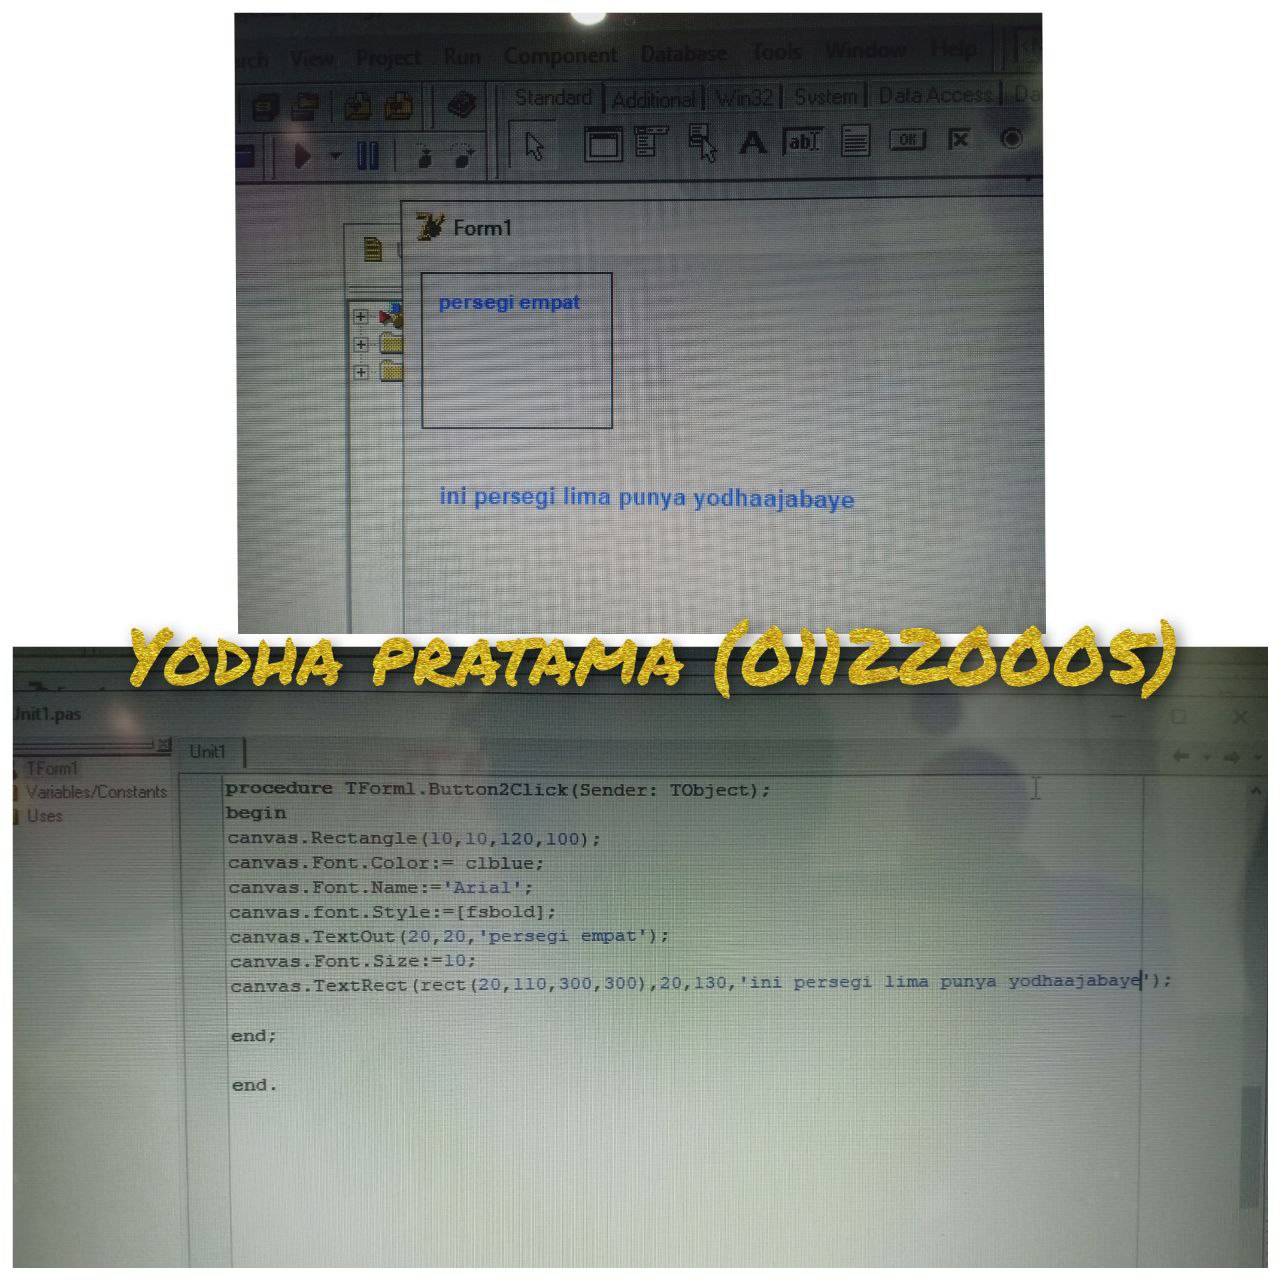 View Project Run Component Database Tools Window Help
Standard Additional Win32 System Data Access
A ab OK
Form1
persegi empat
ini persegi lima punya yodhaajabaye
Yodha pratama (011220005)
Unit1.pas
Unit1
TForm1
Variables/Constants
Uses
procedure TForm1.Button2Click(Sender: TObject);
begin
canvas.Rectangle(10,10,120,100);
canvas.Font.Color:= clblue;
canvas.Font.Name:='Arial';
canvas.font.Style:=[fsbold];
canvas.TextOut(20,20,'persegi empat');
canvas.Font.Size:=10;
canvas.TextRect(rect(20,110,300,300),20,130,'ini persegi lima punya yodhaajabaye');
end;
end.